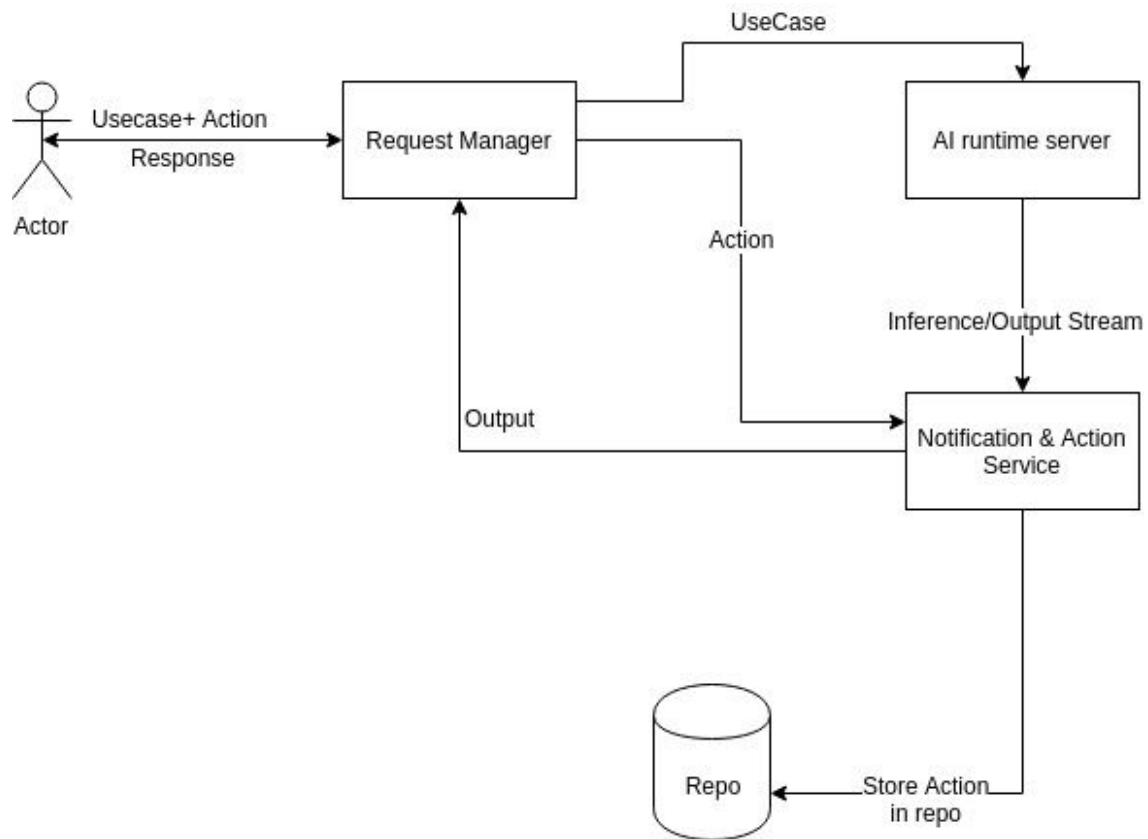 UseCase
Usecase+ Action
Response
Actor
Request Manager
AI runtime server
Action
Inference/Output Stream
Output
Notification & Action
Service
Repo
Store Action
in repo